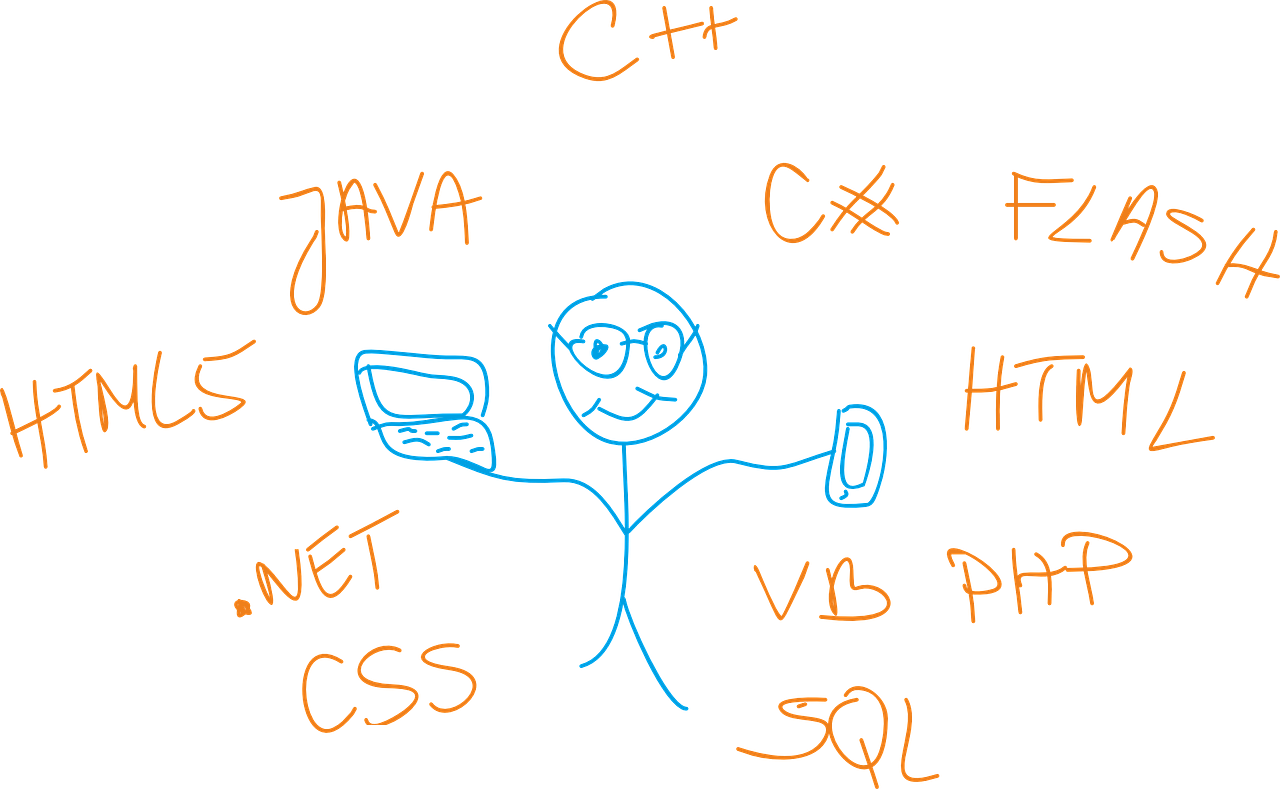 C++
JAVA
C# FLASH
HTML5
HTML
.NET
VB PHP
CSS
SQL